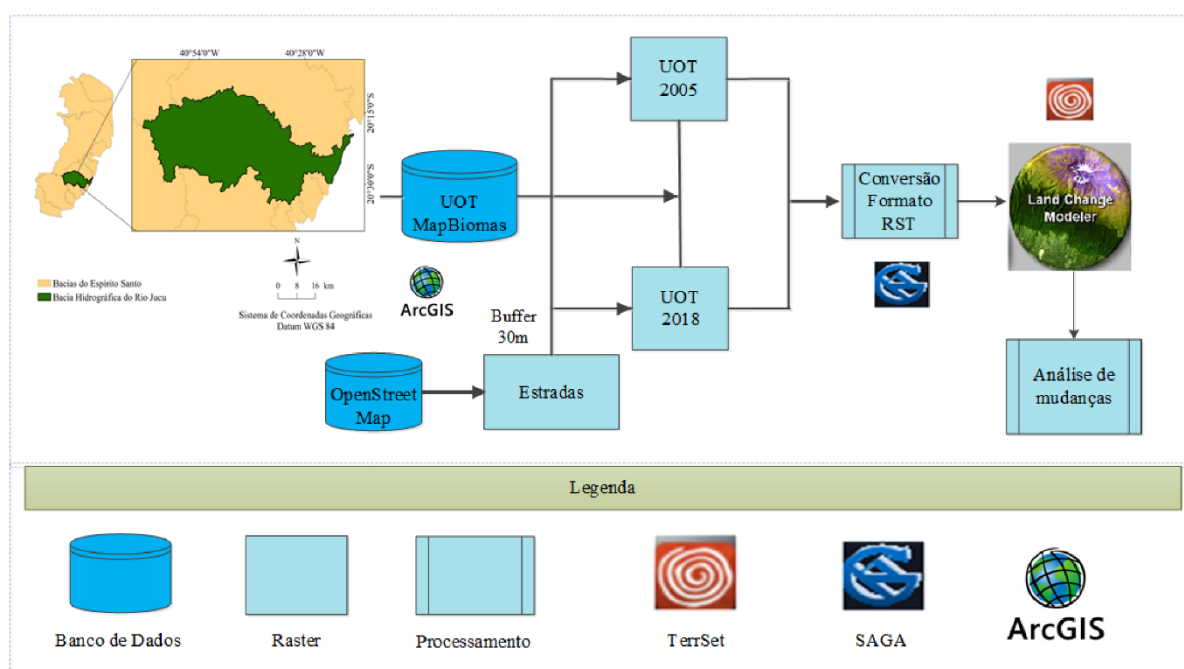 40°54'0"W
40°28'0"W
20°15'0"S
20°30'0"S
Bacias do Espírito Santo
Bacia Hidrográfica do Rio Jucu
N
0 8 16 km
Sistema de Coordenadas Geográficas
Datum WGS 84
UOT
MapBiomas
ArcGIS
Buffer
30m
OpenStreet
Map
Estradas
UOT
2005
UOT
2018
Conversão
Formato
RST
Land Change
Modeler
Análise de
mudanças
Legenda
Banco de Dados
Raster
Processamento
TerrSet
SAGA
ArcGIS